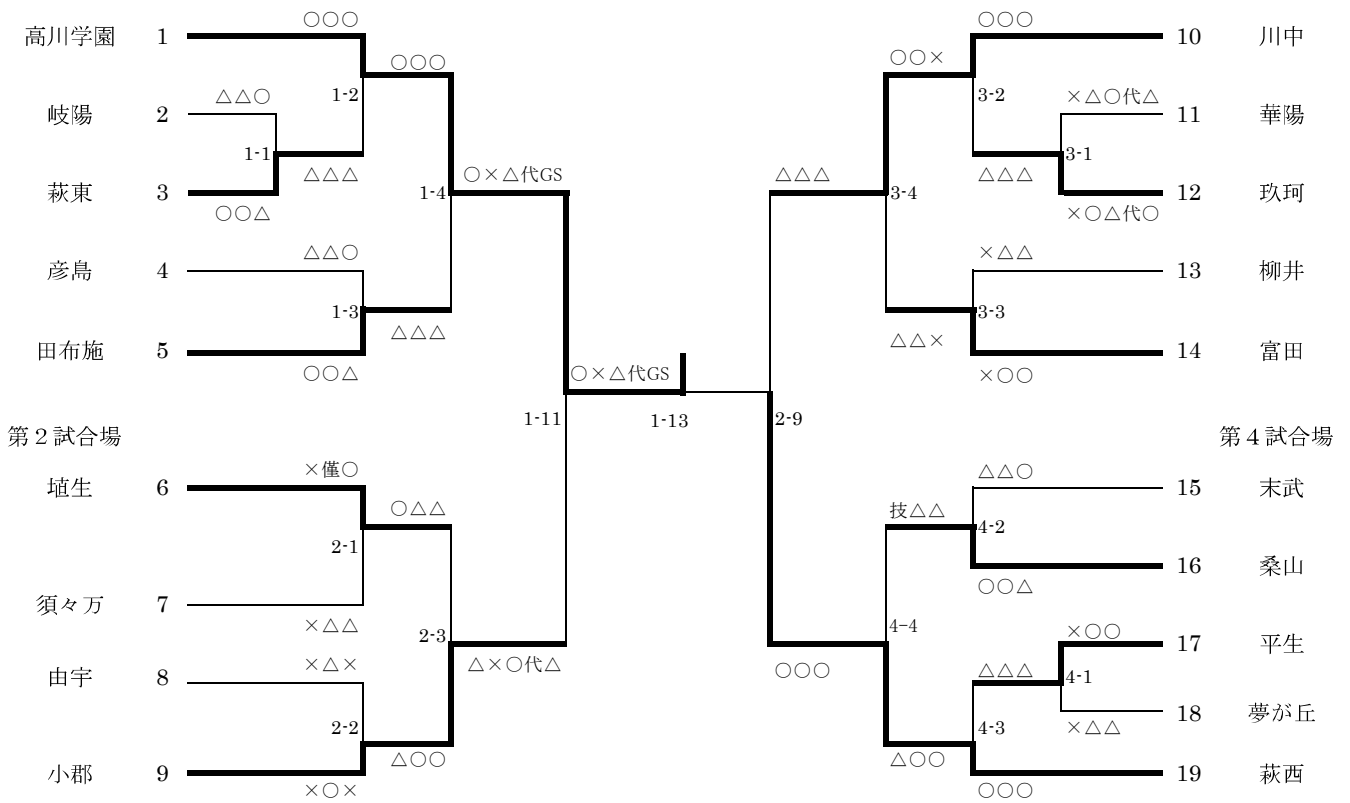 ○○○ ○○○
高川学園 1 10 川中
○○○ ○○×
1-2 3-2
△△○ ×△○代△
岐陽 2 11 華陽
1-1 3-1
△△△ ○×△代GS △△△ △△△
萩東 3 1-4 3-4 12 玖珂
○○△ ×○△代○
△△○ ×△△
彦島 4 13 柳井
1-3 3-3
△△△ △△×
田布施 5 14 富田
○○△ ○×△代GS ×○○
1-11 1-13 2-9
第2試合場 第4試合場
×僅○ △△○
埴生 6 15 末武
○△△ 技△△
2-1 4-2
16 桑山
○○△
須々万 7
×△△ 2-3 4-4 ×○○
17 平生
×△× △×○代△ ○○○ △△△
由宇 8 4-1
18 夢が丘
2-2 4-3 ×△△
△○○ △○○
小郡 9 19 萩西
×○× ○○○